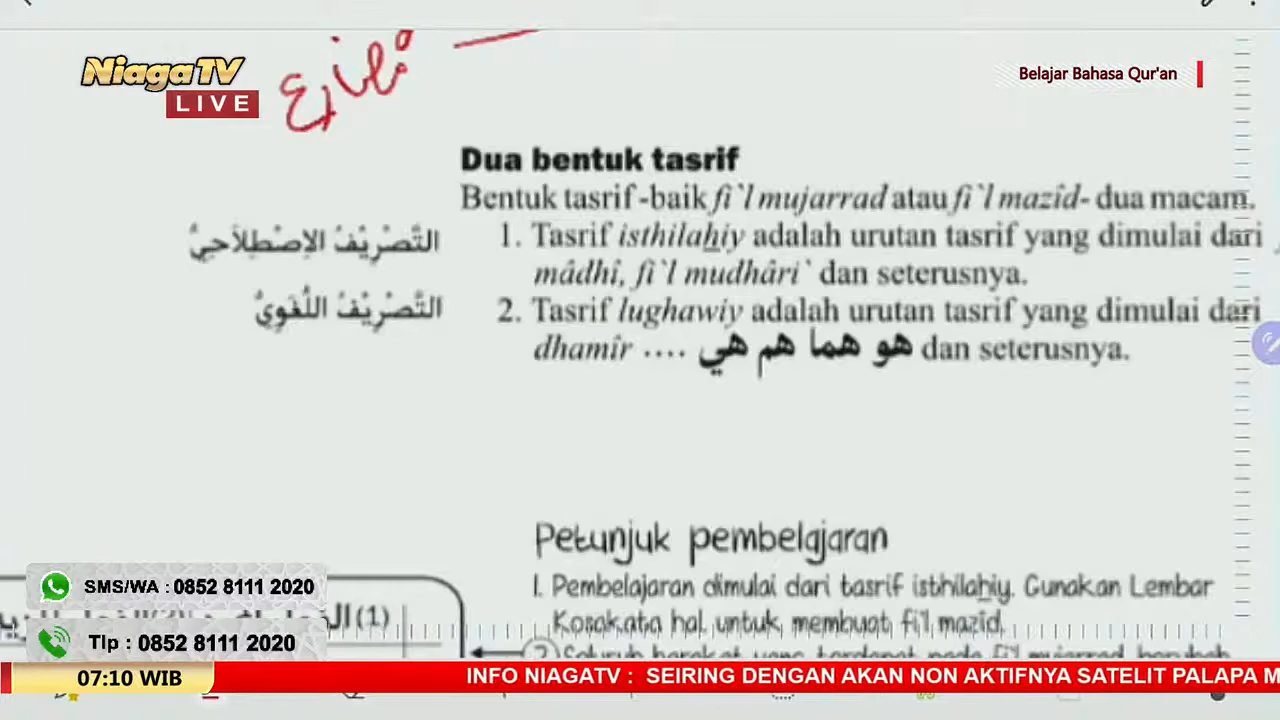 NiagaTV
LIVE
Belajar Bahasa Qur'an
Dua bentuk tasrif
Bentuk tasrif -baik fi`l mujarrad atau fi`l mazîd- dua macam.
التَّصْرِيْفُ الاِصْطِلاَحِيُّ
1. Tasrif isthilahiy adalah urutan tasrif yang dimulai dari
mâdhî, fi`l mudhâri` dan seterusnya.
التَّصْرِيْفُ اللُّغَوِيُّ
2. Tasrif lughawiy adalah urutan tasrif yang dimulai dari
dhamîr .... هو هما هم هي dan seterusnya.
Petunjuk pembelajaran
1. Pembelajaran dimulai dari tasrif isthilahiy. Gunakan Lembar
Kosakata hal. untuk membuat fi'l mazid.
SMS/WA : 0852 8111 2020
Tlp : 0852 8111 2020
(1)
07:10 WIB
INFO NIAGATV : SEIRING DENGAN AKAN NON AKTIFNYA SATELIT PALAPA